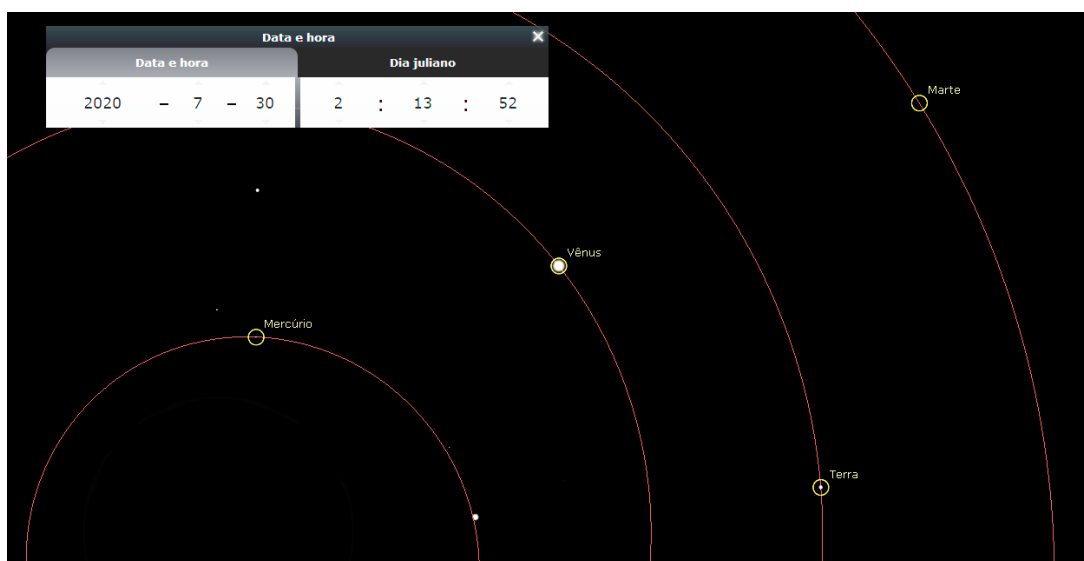 Data e hora ×
Data e hora Dia juliano
2020 – 7 – 30 2 : 13 : 52
Marte
Vênus
Mercúrio
Terra